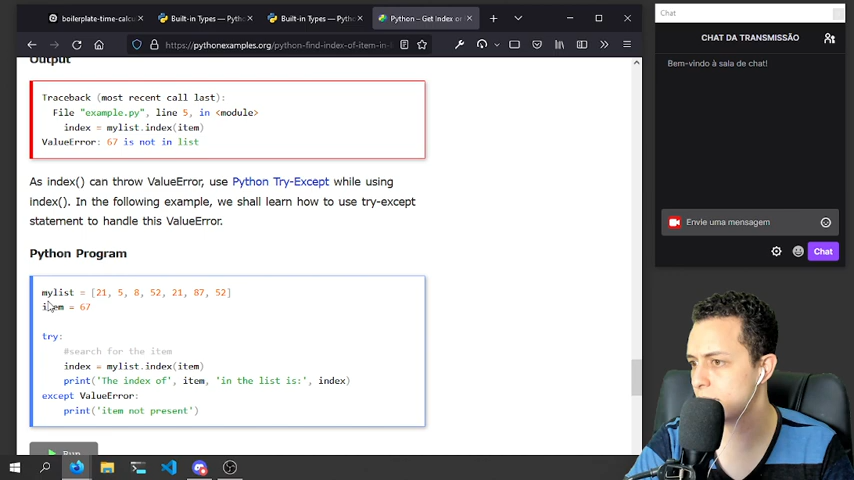 boilerplate-time-calcu
Built-in Types — Python
Built-in Types — Python
Python – Get Index or
https://pythonexamples.org/python-find-index-of-item-in-
Output
Traceback (most recent call last):
File "example.py", line 5, in <module>
index = mylist.index(item)
ValueError: 67 is not in list
As index() can throw ValueError, use Python Try-Except while using
index(). In the following example, we shall learn how to use try-except
statement to handle this ValueError.
Python Program
mylist = [21, 5, 8, 52, 21, 87, 52]
item = 67
try:
#search for the item
index = mylist.index(item)
print('The index of', item, 'in the list is:', index)
except ValueError:
print('item not present')
Run
Chat
CHAT DA TRANSMISSÃO
Bem-vindo à sala de chat!
Envie uma mensagem
Chat